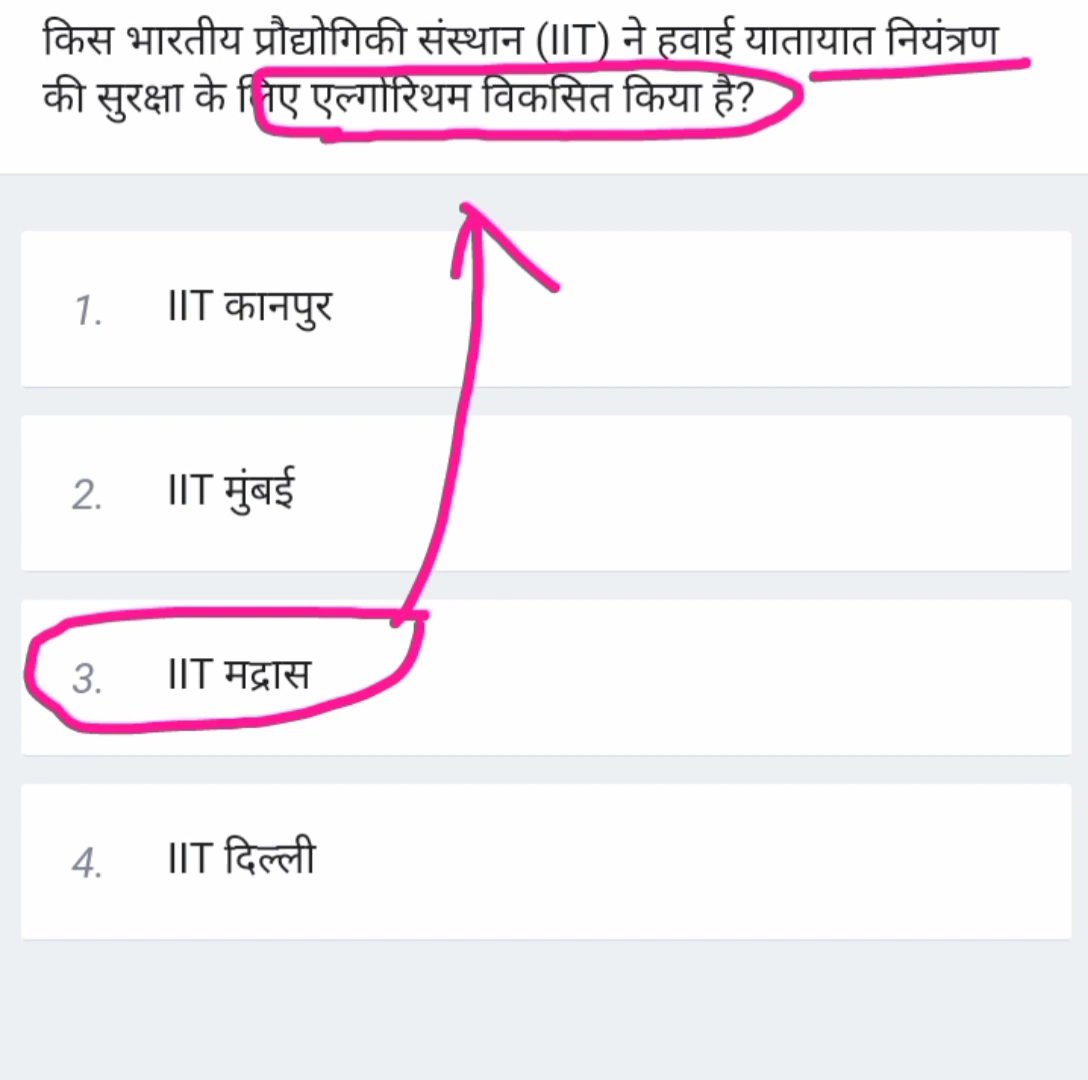 किस भारतीय प्रौद्योगिकी संस्थान (IIT) ने हवाई यातायात नियंत्रण
की सुरक्षा के लिए एल्गोरिथम विकसित किया है?
1. IIT कानपुर
2. IIT मुंबई
3. IIT मद्रास
4. IIT दिल्ली